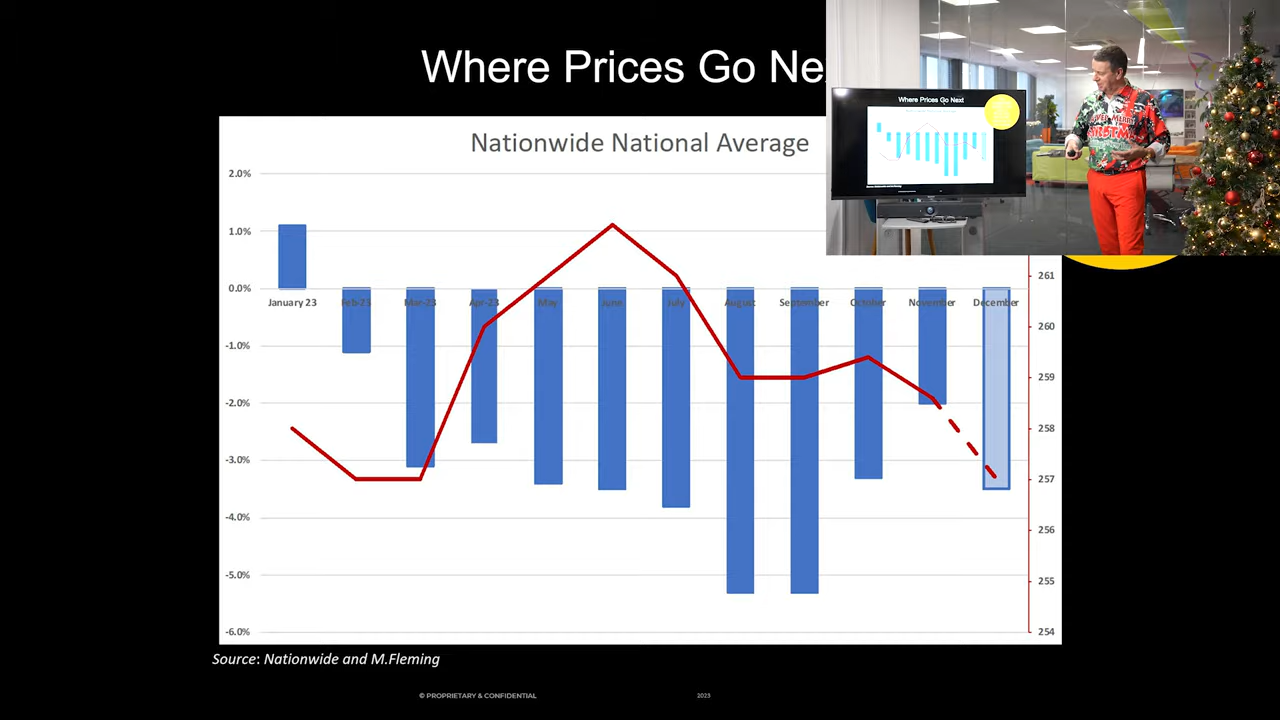 Where Prices Go Ne
Nationwide National Average
2.0%
1.0%
0.0%
-1.0%
-2.0%
-3.0%
-4.0%
-5.0%
-6.0%
January 23
Feb-23
Mar-23
Apr-23
May
June
July
August
September
October
November
December
261
260
259
258
257
256
255
254
Source: Nationwide and M.Fleming
© PROPRIETARY & CONFIDENTIAL
2023
Where Prices Go Next
MERRY